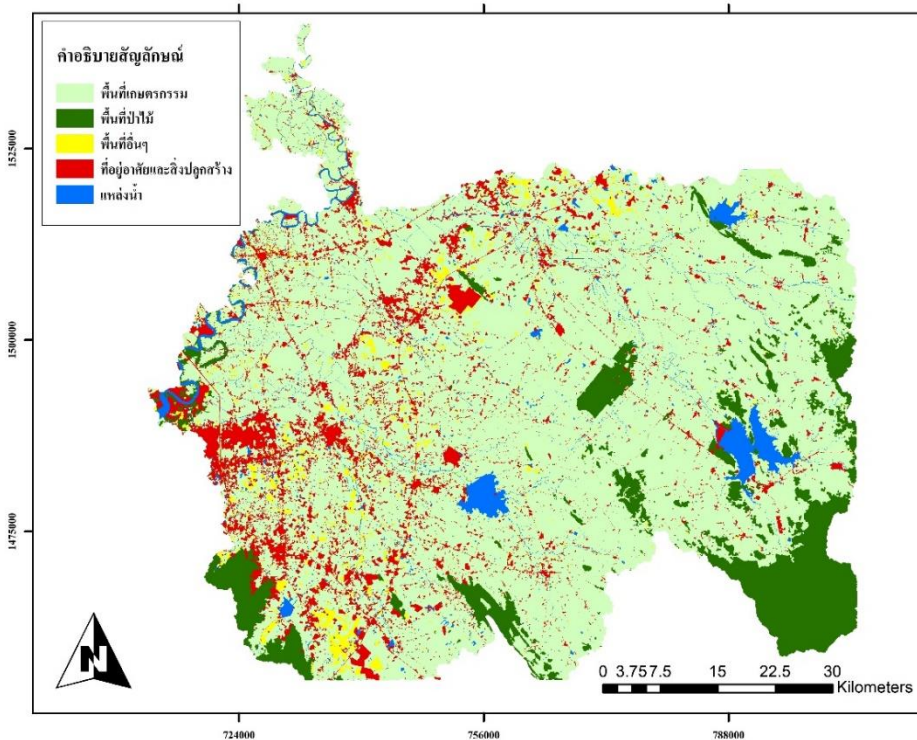 คำอธิบายสัญลักษณ์
พื้นที่เกษตรกรรม
พื้นที่ป่าไม้
พื้นที่อื่นๆ
ที่อยู่อาศัยและสิ่งปลูกสร้าง
แหล่งน้ำ
1525000
1500000
1475000
N
0 3.757.5 15 22.5 30
Kilometers
724000 756000 788000